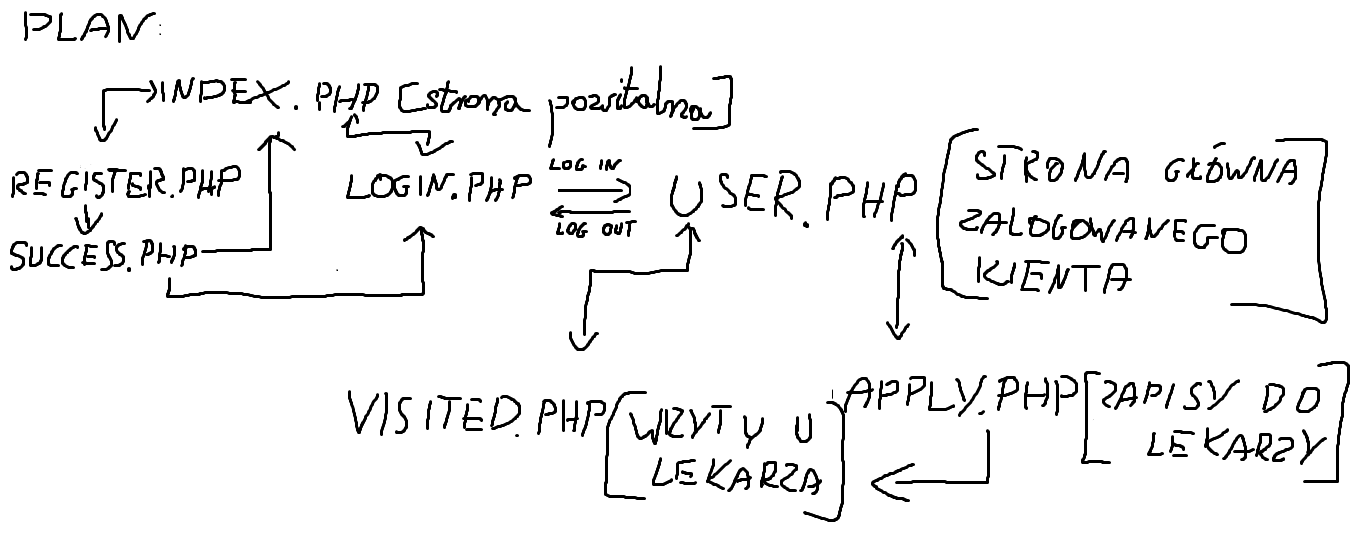 PLAN:
INDEX.PHP [strona powitalna]
REGISTER.PHP
SUCCESS.PHP
LOGIN.PHP
LOG IN
LOG OUT
USER.PHP
[STRONA GŁÓWNA
ZALOGOWANEGO
KIENTA]
VISITED.PHP [WIZYTY U
LEKARZA]
APPLY.PHP [ZAPISY DO
LEKARZY]